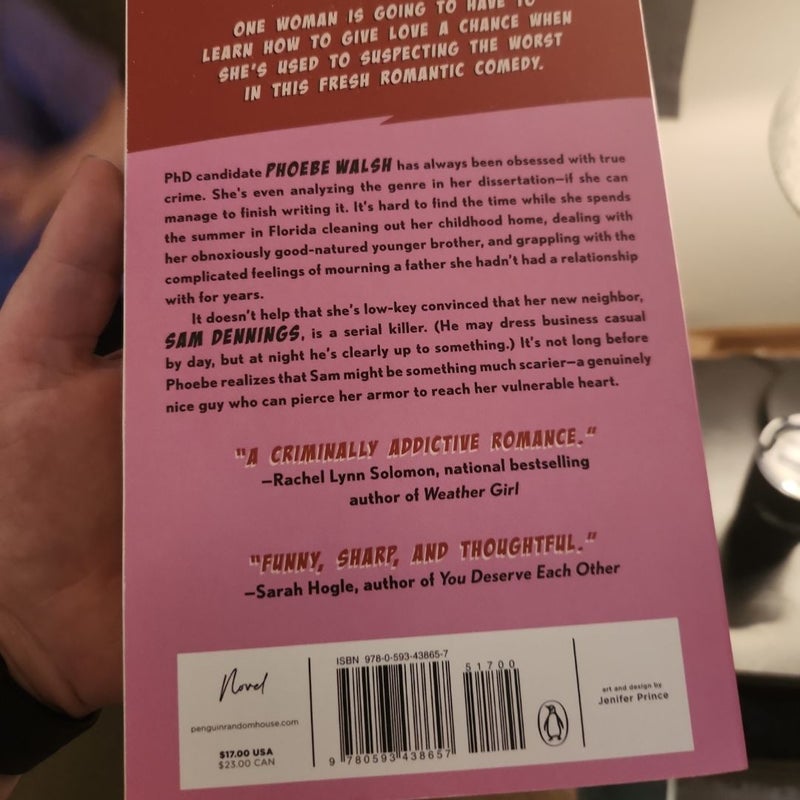 ONE WOMAN IS GOING TO HAVE TO
LEARN HOW TO GIVE LOVE A CHANCE WHEN
SHE'S USED TO SUSPECTING THE WORST
IN THIS FRESH ROMANTIC COMEDY.
PhD candidate PHOEBE WALSH has always been obsessed with true
crime. She's even analyzing the genre in her dissertation—if she can
manage to finish writing it. It's hard to find the time while she spends
the summer in Florida cleaning out her childhood home, dealing with
her obnoxiously good-natured younger brother, and grappling with the
complicated feelings of mourning a father she hadn't had a relationship
with for years.
It doesn't help that she's low-key convinced that her new neighbor,
SAM DENNINGS, is a serial killer. (He may dress business casual
by day, but at night he's clearly up to something.) It's not long before
Phoebe realizes that Sam might be something much scarier—a genuinely
nice guy who can pierce her armor to reach her vulnerable heart.
"A CRIMINALLY ADDICTIVE ROMANCE."
—Rachel Lynn Solomon, national bestselling
author of Weather Girl
"FUNNY, SHARP, AND THOUGHTFUL."
—Sarah Hogle, author of You Deserve Each Other
Novel
penguinrandomhouse.com
$17.00 USA
$23.00 CAN
ISBN 978-0-593-43865-7
51700
9 780593 438657
art and design by
Jenifer Prince